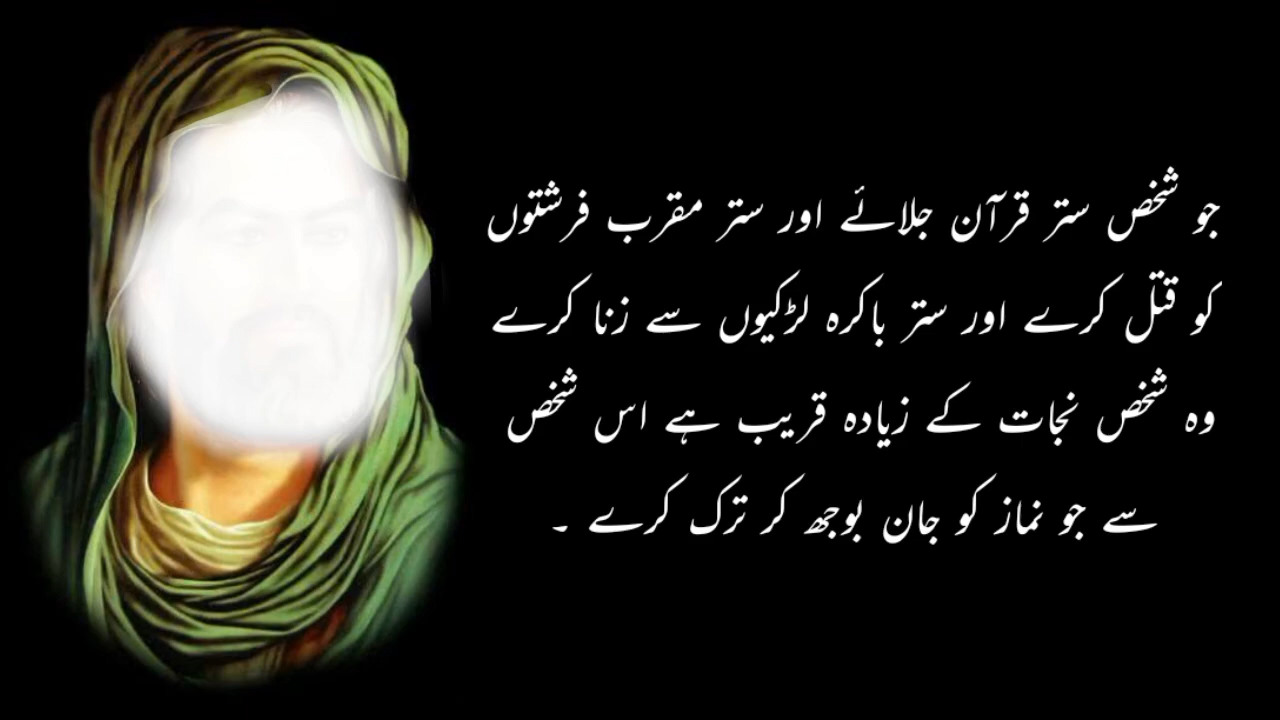 جو شخص ستر قرآن جلائے اور ستر مقرب فرشتوں
کو قتل کرے اور ستر باکرہ لڑکیوں سے زنا کرے
وہ شخص نجات کے زیادہ قریب ہے اس شخص
سے جو نماز کو جان بوجھ کر ترک کرے ۔